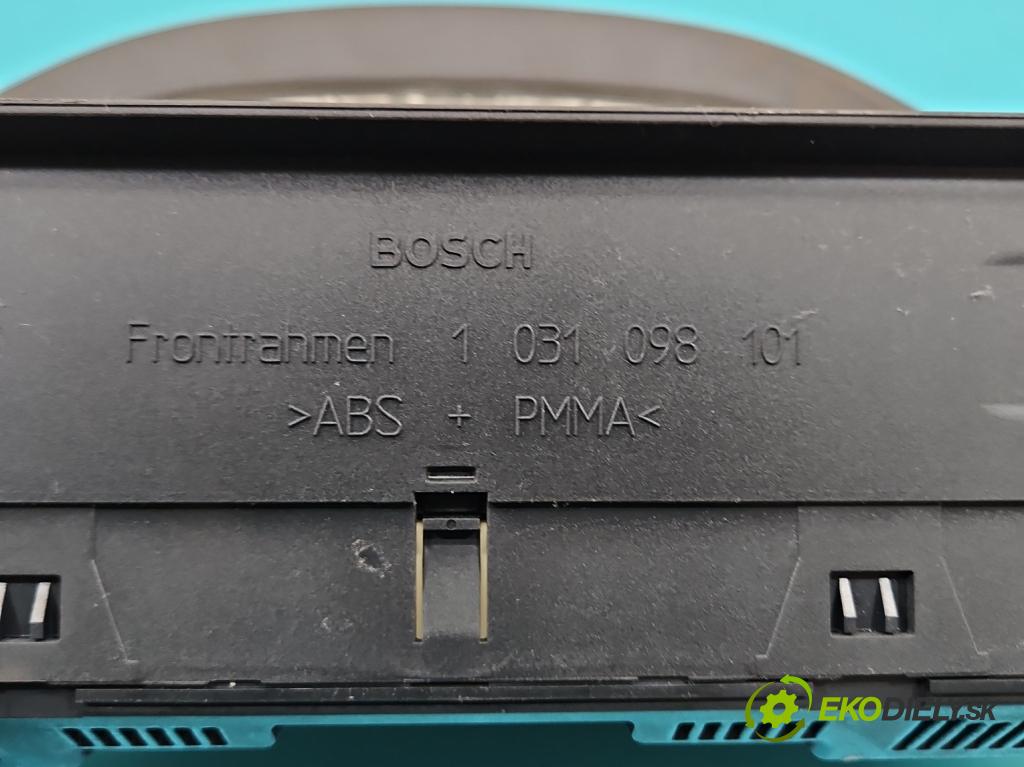 BOSCH
Frontrahmen 1 031 098 101
>ABS + PMMA<
EKODIELY.SK